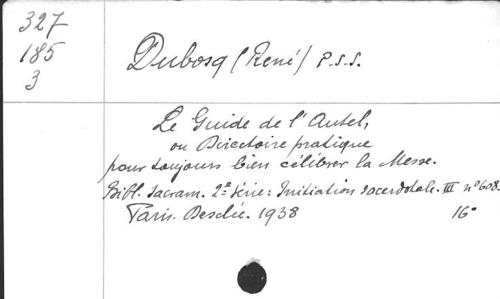 327
185
3
Dubosq (René) P.S.S.
Le Guide de l'Autel,
ou Directoire pratique
pour toujours bien célébrer la Messe.
Bibl. Sacram. 2e Série: Initiation sacerdotale. III n° 608.
Paris. Desclée. 1938 16°